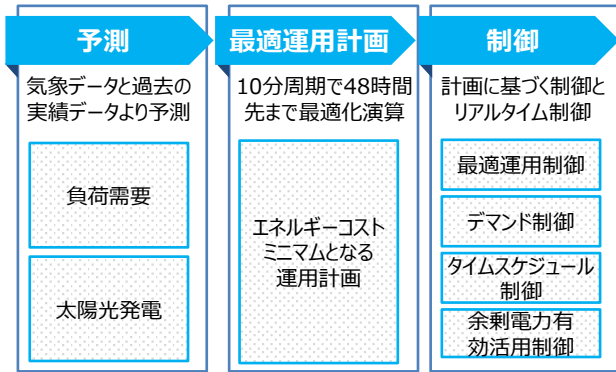 予測
気象データと過去の
実績データより予測
負荷需要
太陽光発電
最適運用計画
10分周期で48時間
先まで最適化演算
エネルギーコスト
ミニマムとなる
運用計画
制御
計画に基づく制御と
リアルタイム制御
最適運用制御
デマンド制御
タイムスケジュール
制御
余剰電力有
効活用制御